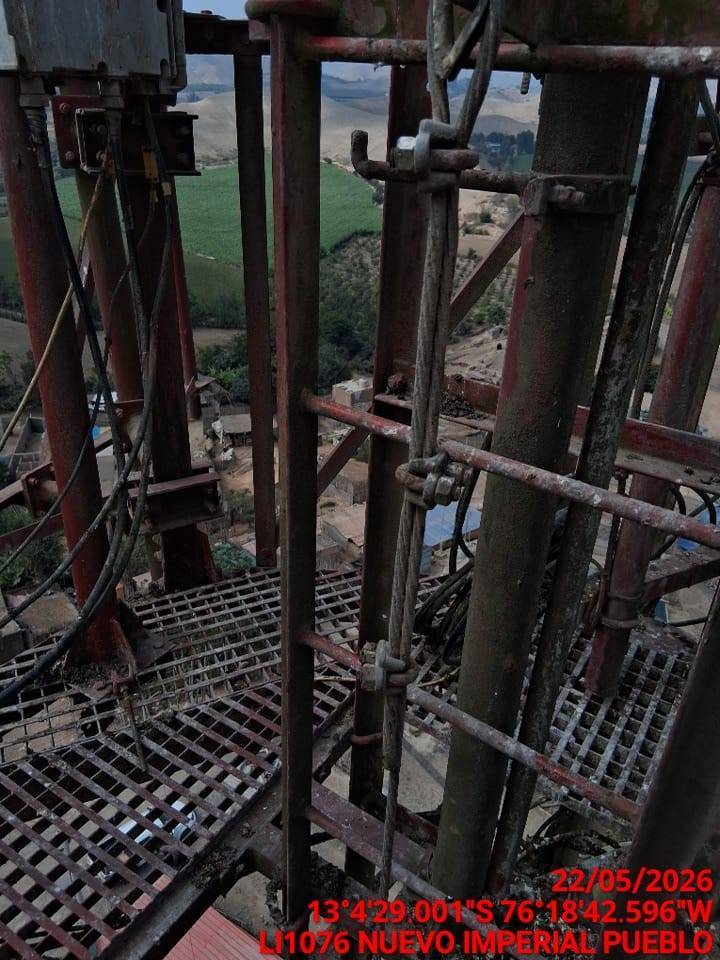 22/05/2026
13°4'29.001"S 76°18'42.596"W
LI1076 NUEVO IMPERIAL PUEBLO